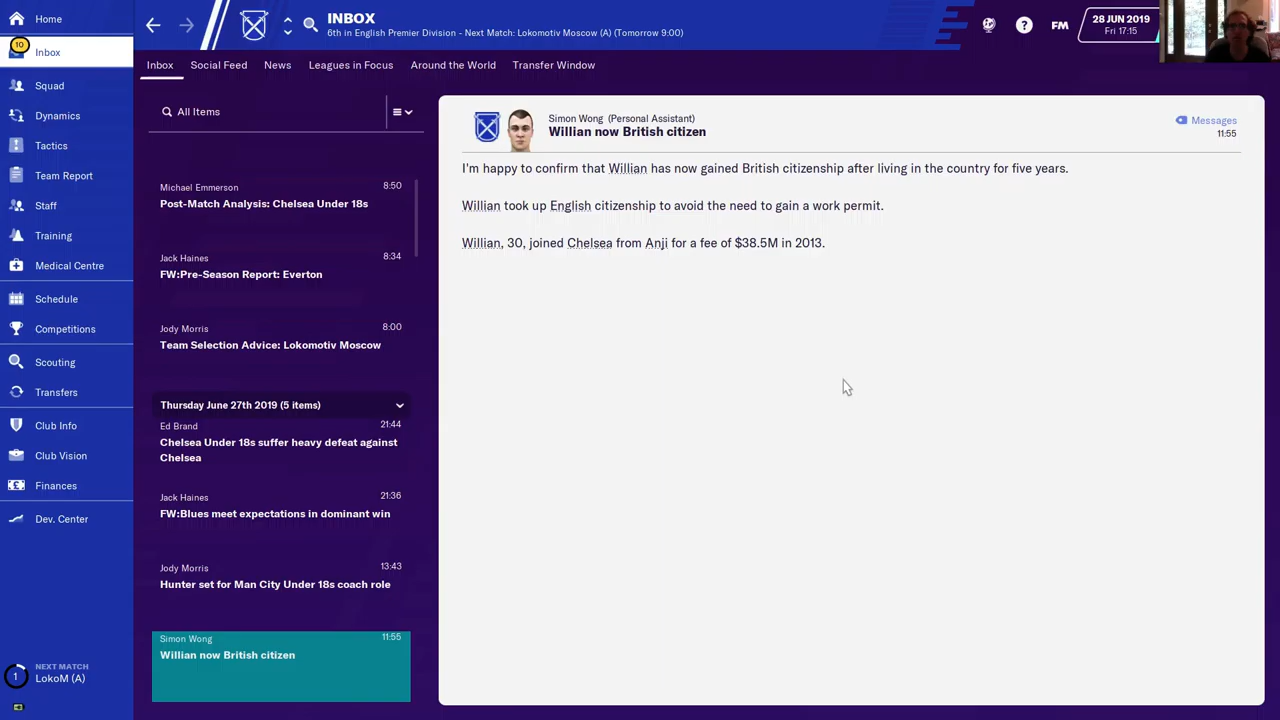 Home
10
Inbox
Squad
Dynamics
Tactics
Team Report
Staff
Training
Medical Centre
Schedule
Competitions
Scouting
Transfers
Club Info
Club Vision
Finances
Dev. Center
1
NEXT MATCH
LokoM (A)
INBOX
6th in English Premier Division - Next Match: Lokomotiv Moscow (A) (Tomorrow 9:00)
?
FM
28 JUN 2019
Fri 17:15
Inbox
Social Feed
News
Leagues in Focus
Around the World
Transfer Window
All Items
Michael Emmerson
8:50
Post-Match Analysis: Chelsea Under 18s
Jack Haines
8:34
FW:Pre-Season Report: Everton
Jody Morris
8:00
Team Selection Advice: Lokomotiv Moscow
Thursday June 27th 2019 (5 items)
Ed Brand
21:44
Chelsea Under 18s suffer heavy defeat against
Chelsea
Jack Haines
21:36
FW:Blues meet expectations in dominant win
Jody Morris
13:43
Hunter set for Man City Under 18s coach role
Simon Wong
11:55
Willian now British citizen
Simon Wong (Personal Assistant)
Willian now British citizen
Messages
11:55
I'm happy to confirm that Willian has now gained British citizenship after living in the country for five years.
Willian took up English citizenship to avoid the need to gain a work permit.
Willian, 30, joined Chelsea from Anji for a fee of $38.5M in 2013.